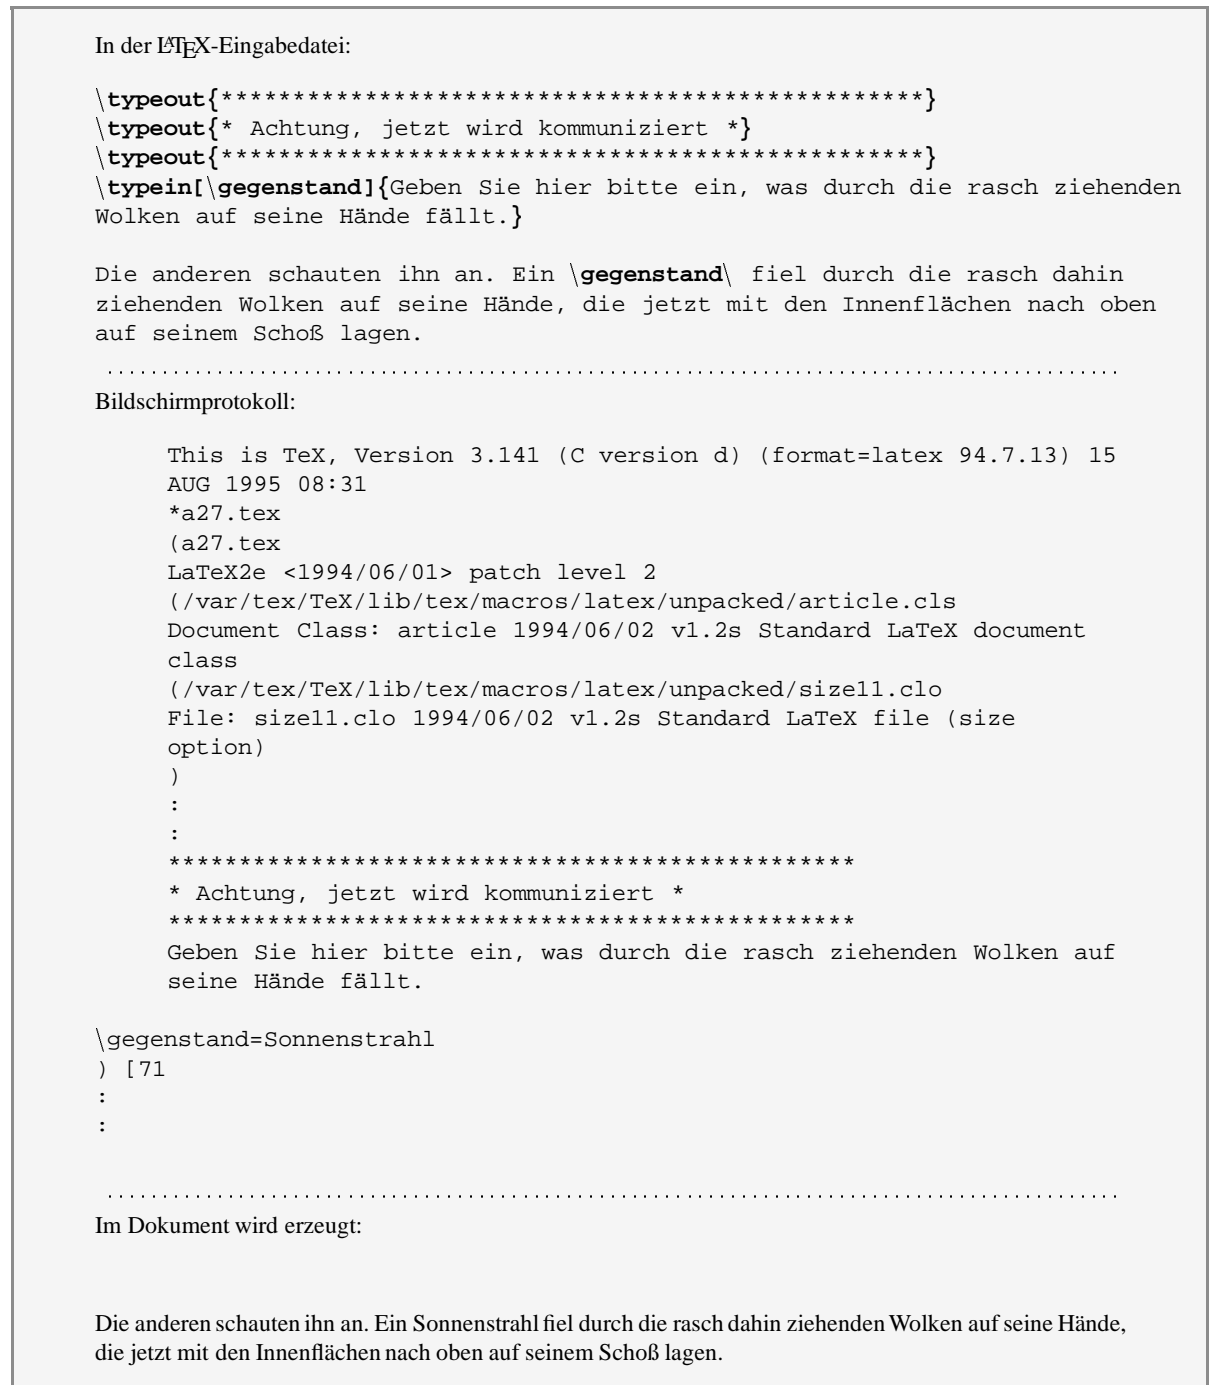 In der LATEX-Eingabedatei:
\typeout{*************************************************}
\typeout{* Achtung, jetzt wird kommuniziert *}
\typeout{*************************************************}
\typein[\gegenstand]{Geben Sie hier bitte ein, was durch die rasch ziehenden
Wolken auf seine Hände fällt.}
Die anderen schauten ihn an. Ein \gegenstand\ fiel durch die rasch dahin
ziehenden Wolken auf seine Hände, die jetzt mit den Innenflächen nach oben
auf seinem Schoß lagen.
................................................................................
Bildschirmprotokoll:
This is TeX, Version 3.141 (C version d) (format=latex 94.7.13) 15
AUG 1995 08:31
*a27.tex
(a27.tex
LaTeX2e <1994/06/01> patch level 2
(/var/tex/TeX/lib/tex/macros/latex/unpacked/article.cls
Document Class: article 1994/06/02 v1.2s Standard LaTeX document
class
(/var/tex/TeX/lib/tex/macros/latex/unpacked/size11.clo
File: size11.clo 1994/06/02 v1.2s Standard LaTeX file (size
option)
)
:
:
************************************************
* Achtung, jetzt wird kommuniziert *
************************************************
Geben Sie hier bitte ein, was durch die rasch ziehenden Wolken auf
seine Hände fällt.
\gegenstand=Sonnenstrahl
) [71
:
:
................................................................................
Im Dokument wird erzeugt:
Die anderen schauten ihn an. Ein Sonnenstrahl fiel durch die rasch dahin ziehenden Wolken auf seine Hände,
die jetzt mit den Innenflächen nach oben auf seinem Schoß lagen.